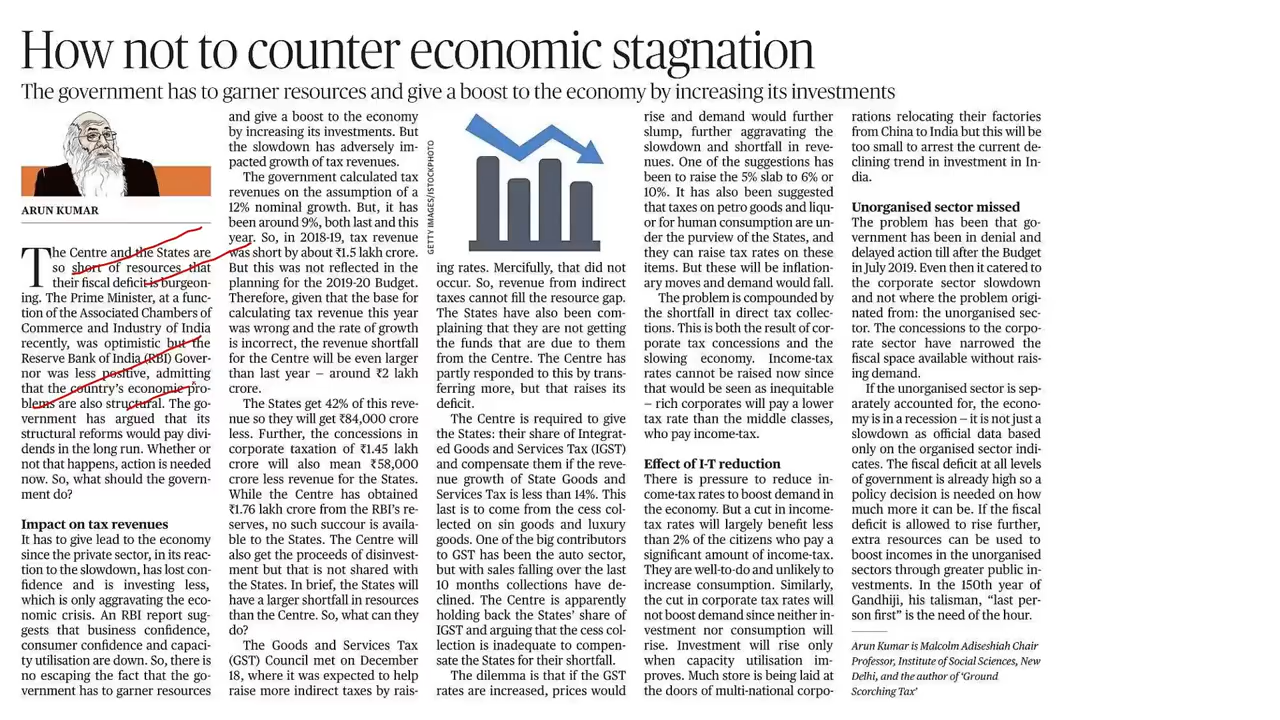 How not to counter economic stagnation
The government has to garner resources and give a boost to the economy by increasing its investments
ARUN KUMAR
The Centre and the States are
so short of resources that
their fiscal deficit is burgeon-
ing. The Prime Minister, at a func-
tion of the Associated Chambers of
Commerce and Industry of India
recently, was optimistic but the
Reserve Bank of India (RBI) Gover-
nor was less positive, admitting
that the country's economic pro-
blems are also structural. The go-
vernment has argued that its
structural reforms would pay divi-
dends in the long run. Whether or
not that happens, action is needed
now. So, what should the govern-
ment do?
Impact on tax revenues
It has to give lead to the economy
since the private sector, in its reac-
tion to the slowdown, has lost con-
fidence and is investing less,
which is only aggravating the eco-
nomic crisis. An RBI report sug-
gests that business confidence,
consumer confidence and capaci-
ty utilisation are down. So, there is
no escaping the fact that the go-
vernment has to garner resources
and give a boost to the economy
by increasing its investments. But
the slowdown has adversely im-
pacted growth of tax revenues.
The government calculated tax
revenues on the assumption of a
12% nominal growth. But, it has
been around 9%, both last and this
year. So, in 2018-19, tax revenue
was short by about ₹1.5 lakh crore.
But this was not reflected in the
planning for the 2019-20 Budget.
Therefore, given that the base for
calculating tax revenue this year
was wrong and the rate of growth
is incorrect, the revenue shortfall
for the Centre will be even larger
than last year – around ₹2 lakh
crore.
The States get 42% of this reve-
nue so they will get ₹84,000 crore
less. Further, the concessions in
corporate taxation of ₹1.45 lakh
crore will also mean ₹58,000
crore less revenue for the States.
While the Centre has obtained
₹1.76 lakh crore from the RBI's re-
serves, no such succour is availa-
ble to the States. The Centre will
also get the proceeds of disinvest-
ment but that is not shared with
the States. In brief, the States will
have a larger shortfall in resources
than the Centre. So, what can they
do?
The Goods and Services Tax
(GST) Council met on December
18, where it was expected to help
raise more indirect taxes by rais-
GETTY IMAGES/ISTOCKPHOTO
ing rates. Mercifully, that did not
occur. So, revenue from indirect
taxes cannot fill the resource gap.
The States have also been com-
plaining that they are not getting
the funds that are due to them
from the Centre. The Centre has
partly responded to this by trans-
ferring more, but that raises its
deficit.
The Centre is required to give
the States: their share of Integrat-
ed Goods and Services Tax (IGST)
and compensate them if the reve-
nue growth of State Goods and
Services Tax is less than 14%. This
last is to come from the cess col-
lected on sin goods and luxury
goods. One of the big contributors
to GST has been the auto sector,
but with sales falling over the last
10 months collections have de-
clined. The Centre is apparently
holding back the States' share of
IGST and arguing that the cess col-
lection is inadequate to compen-
sate the States for their shortfall.
The dilemma is that if the GST
rates are increased, prices would
rise and demand would further
slump, further aggravating the
slowdown and shortfall in reve-
nues. One of the suggestions has
been to raise the 5% slab to 6% or
10%. It has also been suggested
that taxes on petro goods and liqu-
or for human consumption are un-
der the purview of the States, and
they can raise tax rates on these
items. But these will be inflation-
ary moves and demand would fall.
The problem is compounded by
the shortfall in direct tax collec-
tions. This is both the result of cor-
porate tax concessions and the
slowing economy. Income-tax
rates cannot be raised now since
that would be seen as inequitable
– rich corporates will pay a lower
tax rate than the middle classes,
who pay income-tax.
Effect of I-T reduction
There is pressure to reduce in-
come-tax rates to boost demand in
the economy. But a cut in income-
tax rates will largely benefit less
than 2% of the citizens who pay a
significant amount of income-tax.
They are well-to-do and unlikely to
increase consumption. Similarly,
the cut in corporate tax rates will
not boost demand since neither in-
vestment nor consumption will
rise. Investment will rise only
when capacity utilisation im-
proves. Much store is being laid at
the doors of multi-national corpo-
rations relocating their factories
from China to India but this will be
too small to arrest the current de-
clining trend in investment in In-
dia.
Unorganised sector missed
The problem has been that go-
vernment has been in denial and
delayed action till after the Budget
in July 2019. Even then it catered to
the corporate sector slowdown
and not where the problem origi-
nated from: the unorganised sec-
tor. The concessions to the corpo-
rate sector have narrowed the
fiscal space available without rais-
ing demand.
If the unorganised sector is sep-
arately accounted for, the econo-
my is in a recession – it is not just a
slowdown as official data based
only on the organised sector indi-
cates. The fiscal deficit at all levels
of government is already high so a
policy decision is needed on how
much more it can be. If the fiscal
deficit is allowed to rise further,
extra resources can be used to
boost incomes in the unorganised
sectors through greater public in-
vestments. In the 150th year of
Gandhiji, his talisman, "last per-
son first" is the need of the hour.
Arun Kumar is Malcolm Adiseshiah Chair
Professor, Institute of Social Sciences, New
Delhi, and the author of 'Ground
Scorching Tax'